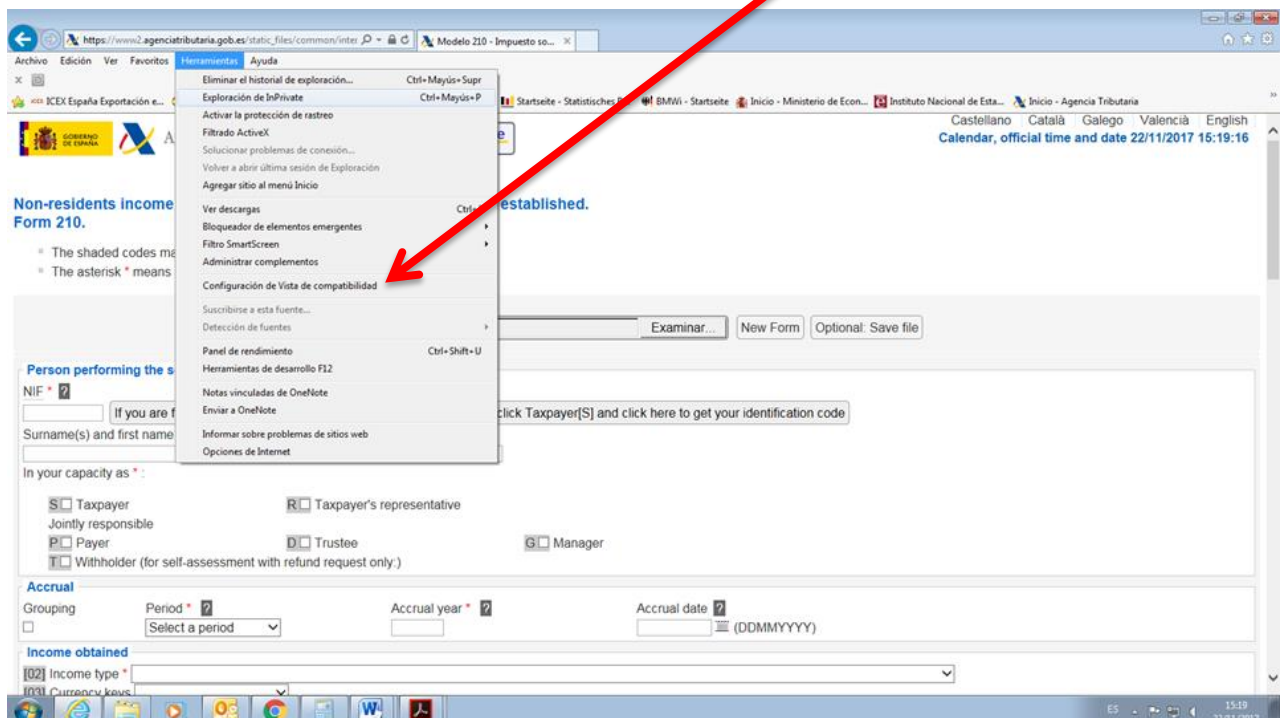 https://www2.agenciatributaria.gob.es/static_files/common/inter
Modelo 210 - Impuesto so...
Archivo Edición Ver Favoritos Herramientas Ayuda
ICEX España Exportación e...
Startseite - Statistisches
BMWi - Startseite
Inicio - Ministerio de Econ...
Instituto Nacional de Esta...
Inicio - Agencia Tributaria
Eliminar el historial de exploración... Ctrl+Mayús+Supr
Exploración de InPrivate Ctrl+Mayús+P
Activar la protección de rastreo
Filtrado ActiveX
Solucionar problemas de conexión...
Volver a abrir última sesión de Exploración
Agregar sitio al menú Inicio
Ver descargas
Bloqueador de elementos emergentes
Filtro SmartScreen
Administrar complementos
Configuración de Vista de compatibilidad
Suscribirse a esta fuente...
Detección de fuentes
Panel de rendimiento Ctrl+Shift+U
Herramientas de desarrollo F12
Notas vinculadas de OneNote
Enviar a OneNote
Informar sobre problemas de sitios web
Opciones de Internet
GOBIERNO DE ESPAÑA
A
e
Castellano Català Galego Valencià English
Calendar, official time and date 22/11/2017 15:19:16
Non-residents income established.
Form 210.
The shaded codes ma
The asterisk * means
Examinar... New Form Optional: Save file
Person performing the s
NIF * ?
If you are f click Taxpayer[S] and click here to get your identification code
Surname(s) and first name
In your capacity as * :
S Taxpayer R Taxpayer's representative
Jointly responsible
P Payer D Trustee G Manager
T Withholder (for self-assessment with refund request only:)
Accrual
Grouping Period * ? Accrual year * ? Accrual date ?
Select a period (DDMMYYYY)
Income obtained
[02] Income type *
[03] Currency keys
ES 15:19